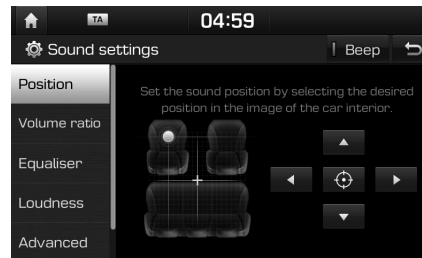 TA
04:59
Sound settings
Beep
Position
Set the sound position by selecting the desired
position in the image of the car interior.
Volume ratio
Equaliser
Loudness
Advanced